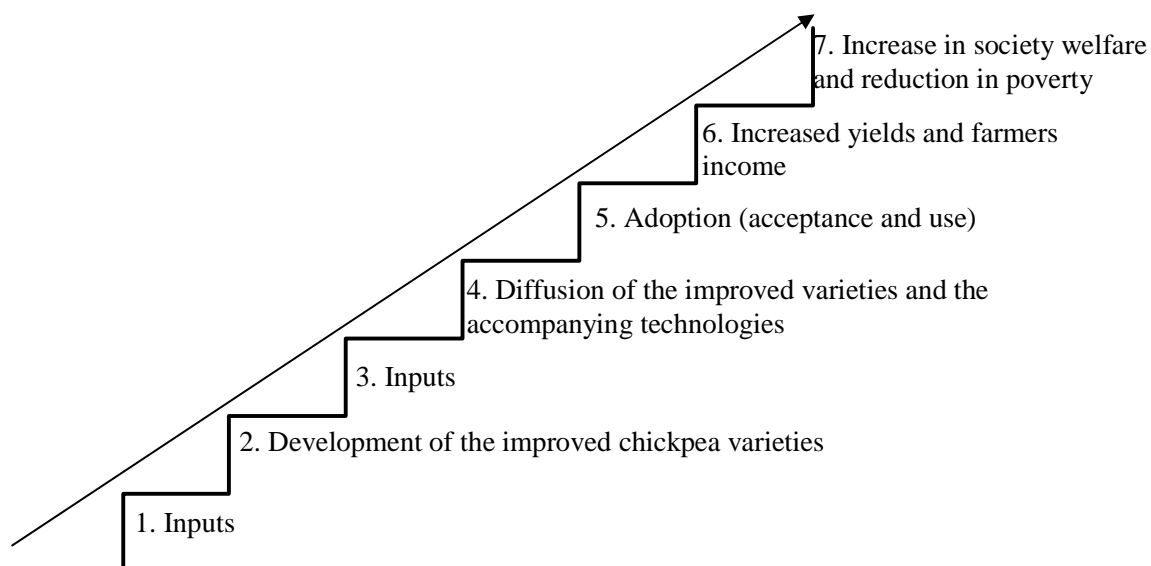 7. Increase in society welfare
and reduction in poverty
6. Increased yields and farmers
income
5. Adoption (acceptance and use)
4. Diffusion of the improved varieties and the
accompanying technologies
3. Inputs
2. Development of the improved chickpea varieties
1. Inputs